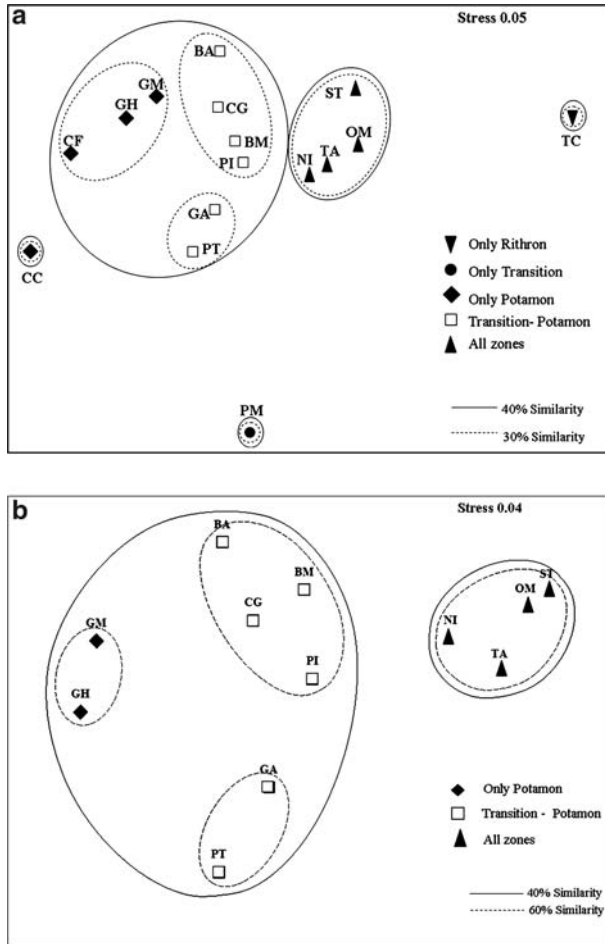 a
Stress 0.05
BA
GM
GH
CG
ST
CF
BM
OM
TC
PI
TA
NI
GA
PT
CC
Only Rithron
Only Transition
Only Potamon
Transition- Potamon
All zones
PM
40% Similarity
30% Similarity
b
Stress 0.04
BA
BM
ST
OM
CG
NI
GM
PI
TA
GH
GA
PT
Only Potamon
Transition - Potamon
All zones
40% Similarity
60% Similarity